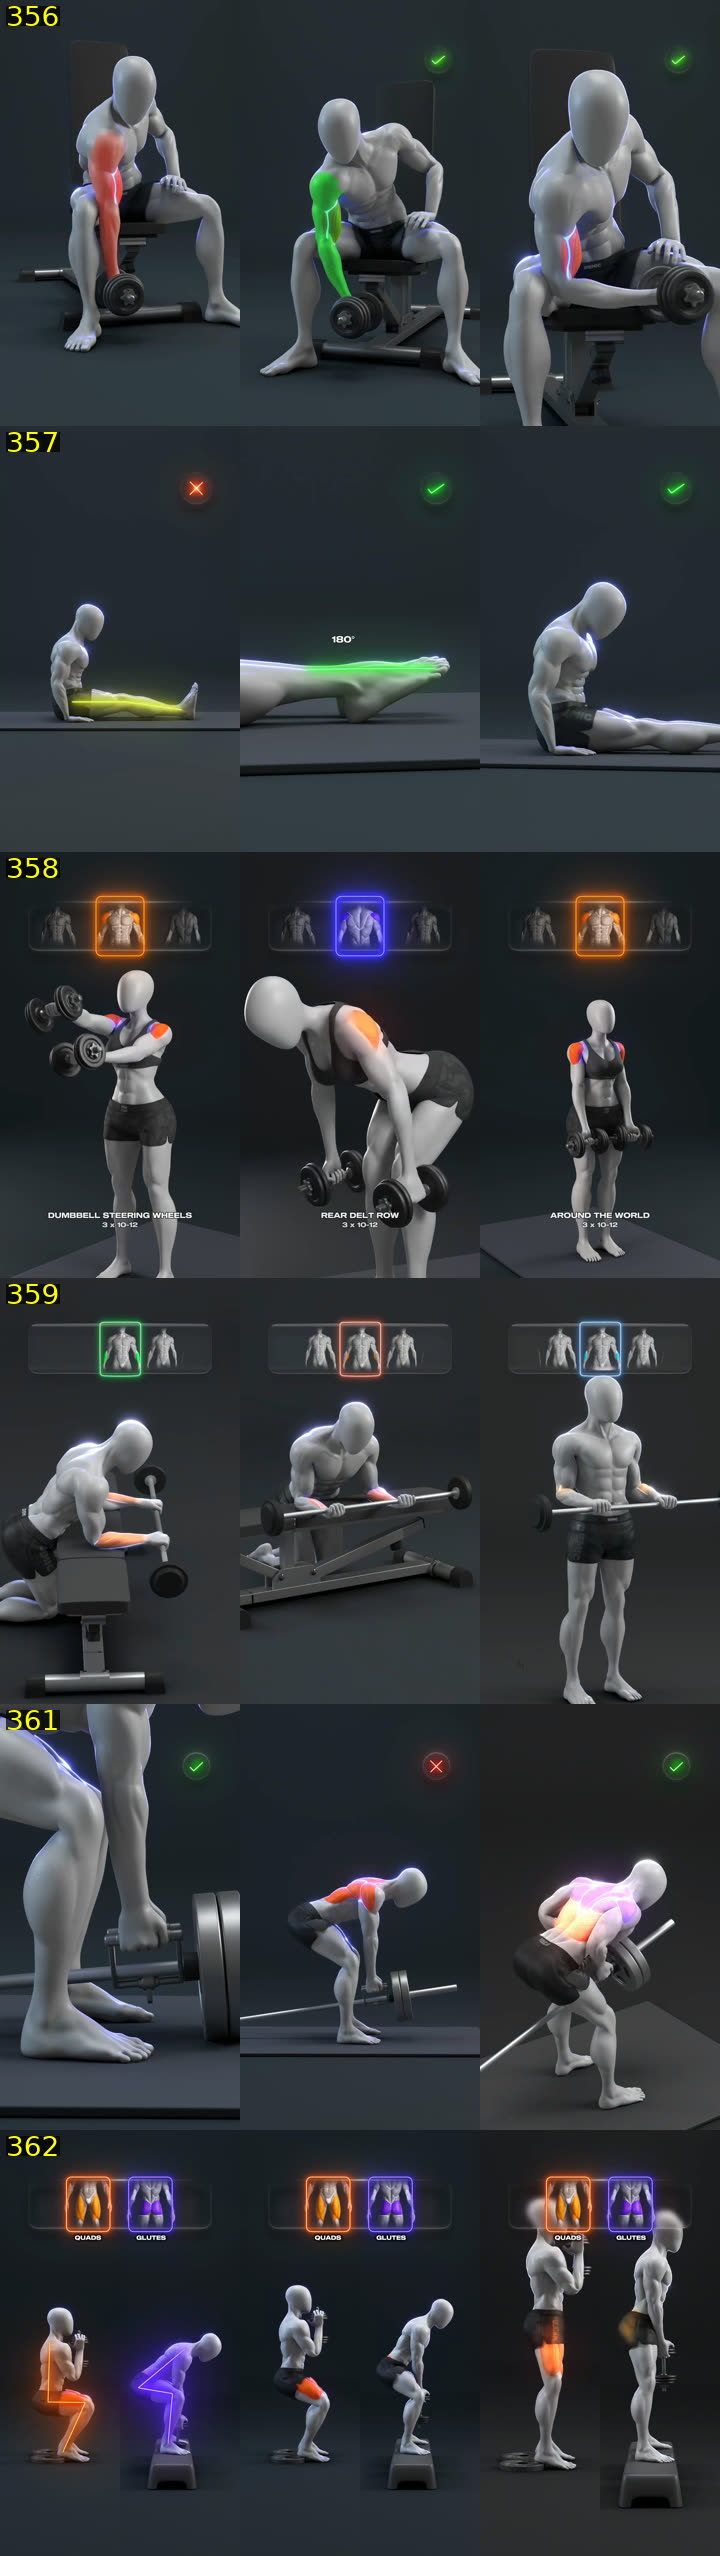 356
357
180°
358
DUMBBELL STEERING WHEELS
3 x 10-12
REAR DELT ROW
3 x 10-12
AROUND THE WORLD
3 x 10-12
359
361
362
QUADS
GLUTES
QUADS
GLUTES
QUADS
GLUTES